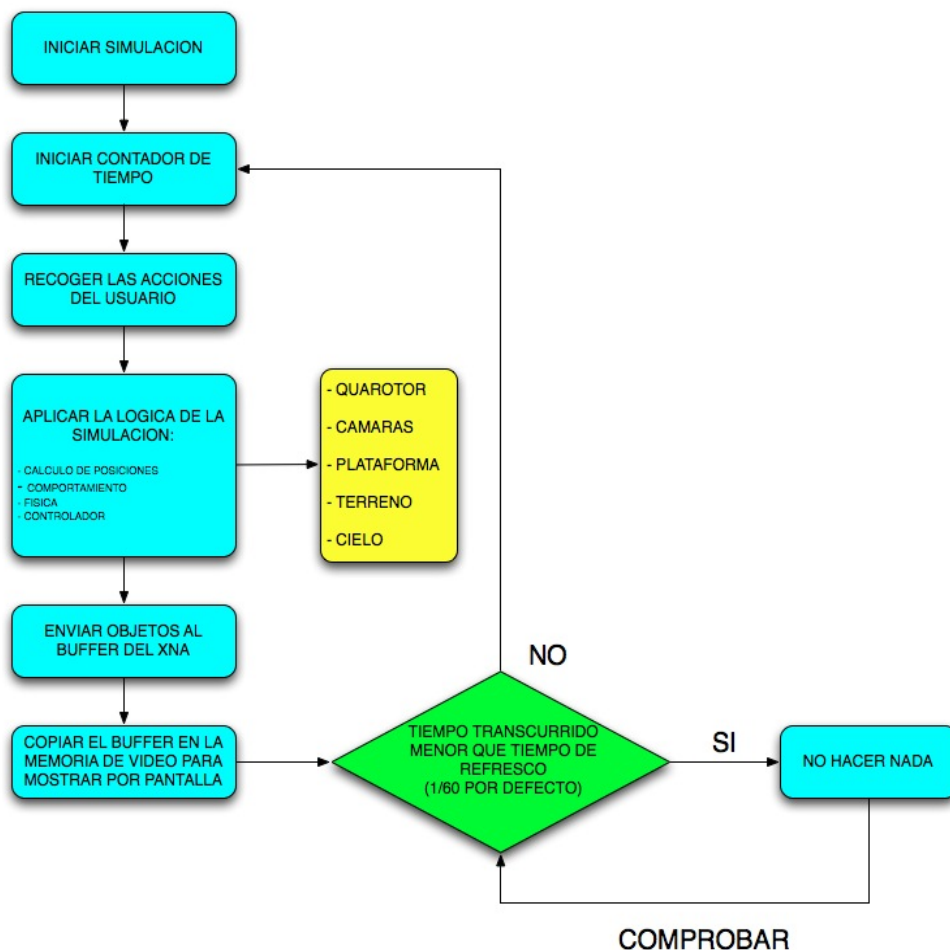 INICIAR SIMULACION
INICIAR CONTADOR DE
TIEMPO
RECOGER LAS ACCIONES
DEL USUARIO
APLICAR LA LOGICA DE LA
SIMULACION:
- CALCULO DE POSICIONES
- COMPORTAMIENTO
- FISICA
- CONTROLADOR
- QUAROTOR
- CAMARAS
- PLATAFORMA
- TERRENO
- CIELO
ENVIAR OBJETOS AL
BUFFER DEL XNA
COPIAR EL BUFFER EN LA
MEMORIA DE VIDEO PARA
MOSTRAR POR PANTALLA
NO
TIEMPO TRANSCURRIDO
MENOR QUE TIEMPO DE
REFRESCO
(1/60 POR DEFECTO)
SI
NO HACER NADA
COMPROBAR